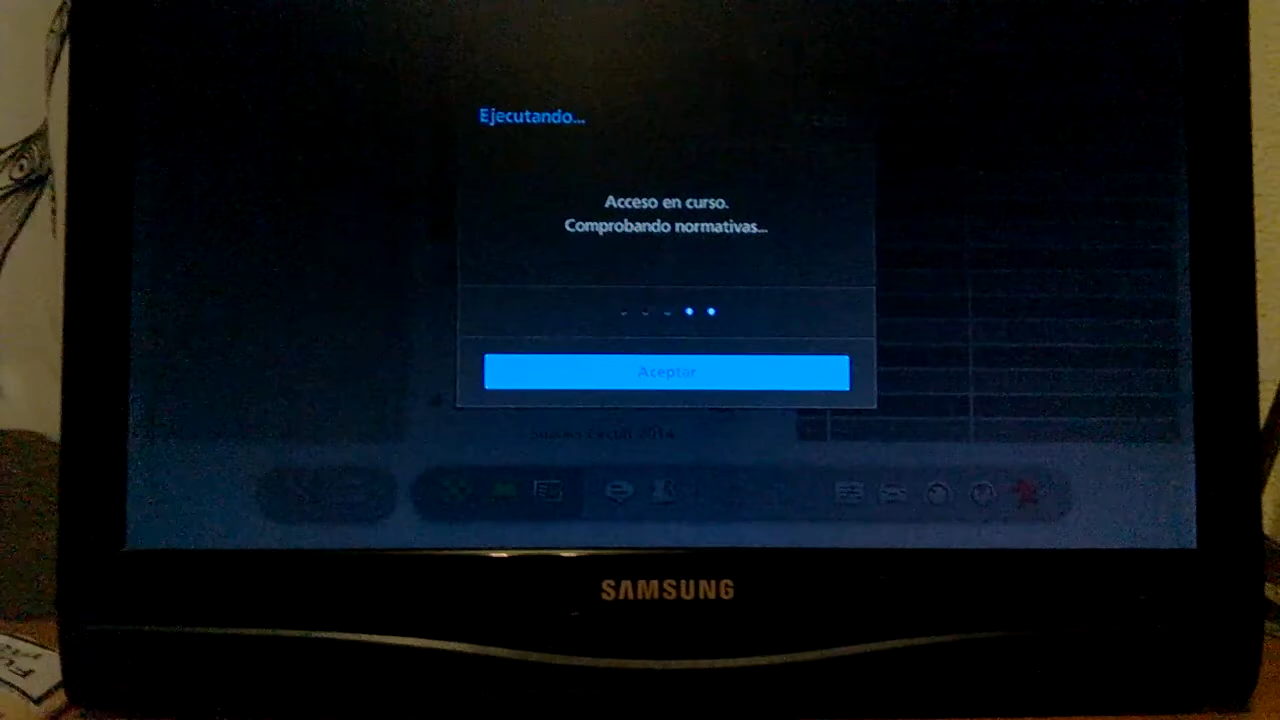 Ejecutando...
Acceso en curso.
Comprobando normativas...
Aceptar
SAMSUNG